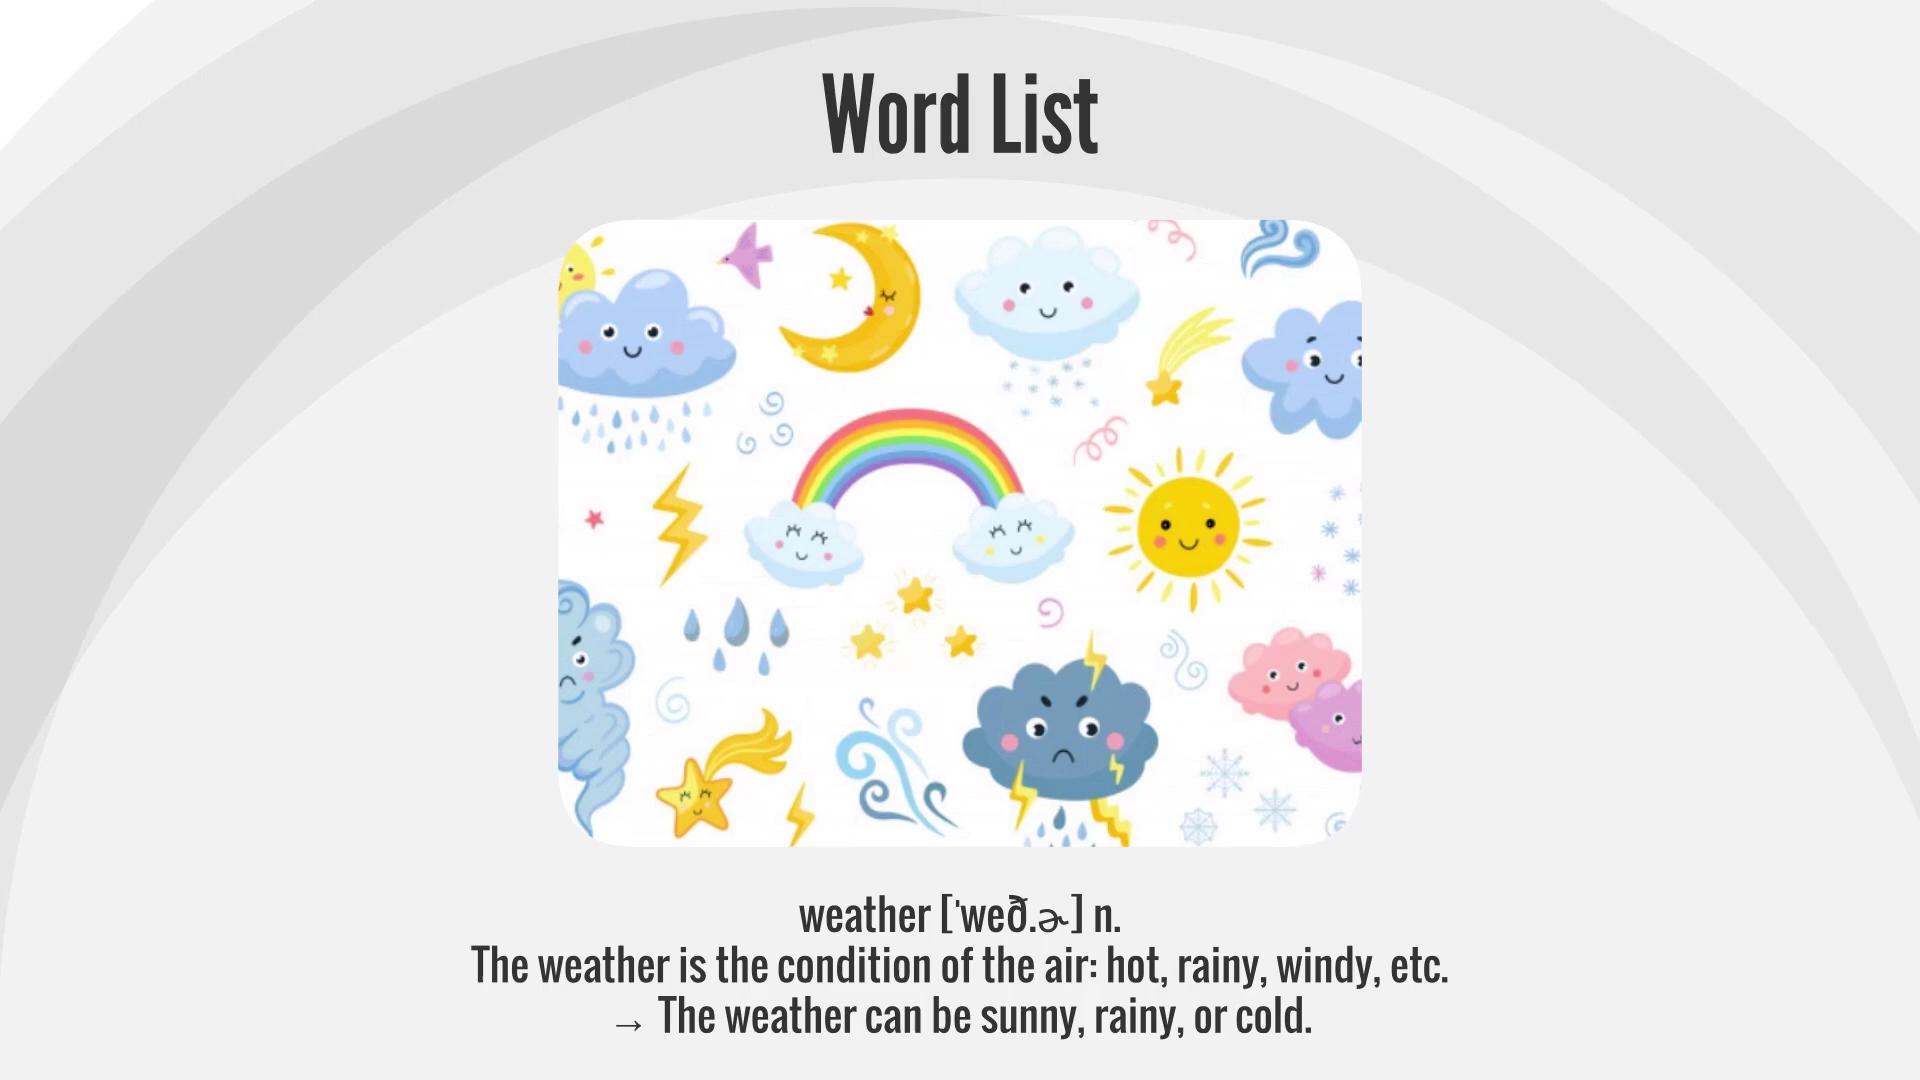 Word List
weather [ˈweð.ɚ] n.
The weather is the condition of the air: hot, rainy, windy, etc.
→ The weather can be sunny, rainy, or cold.